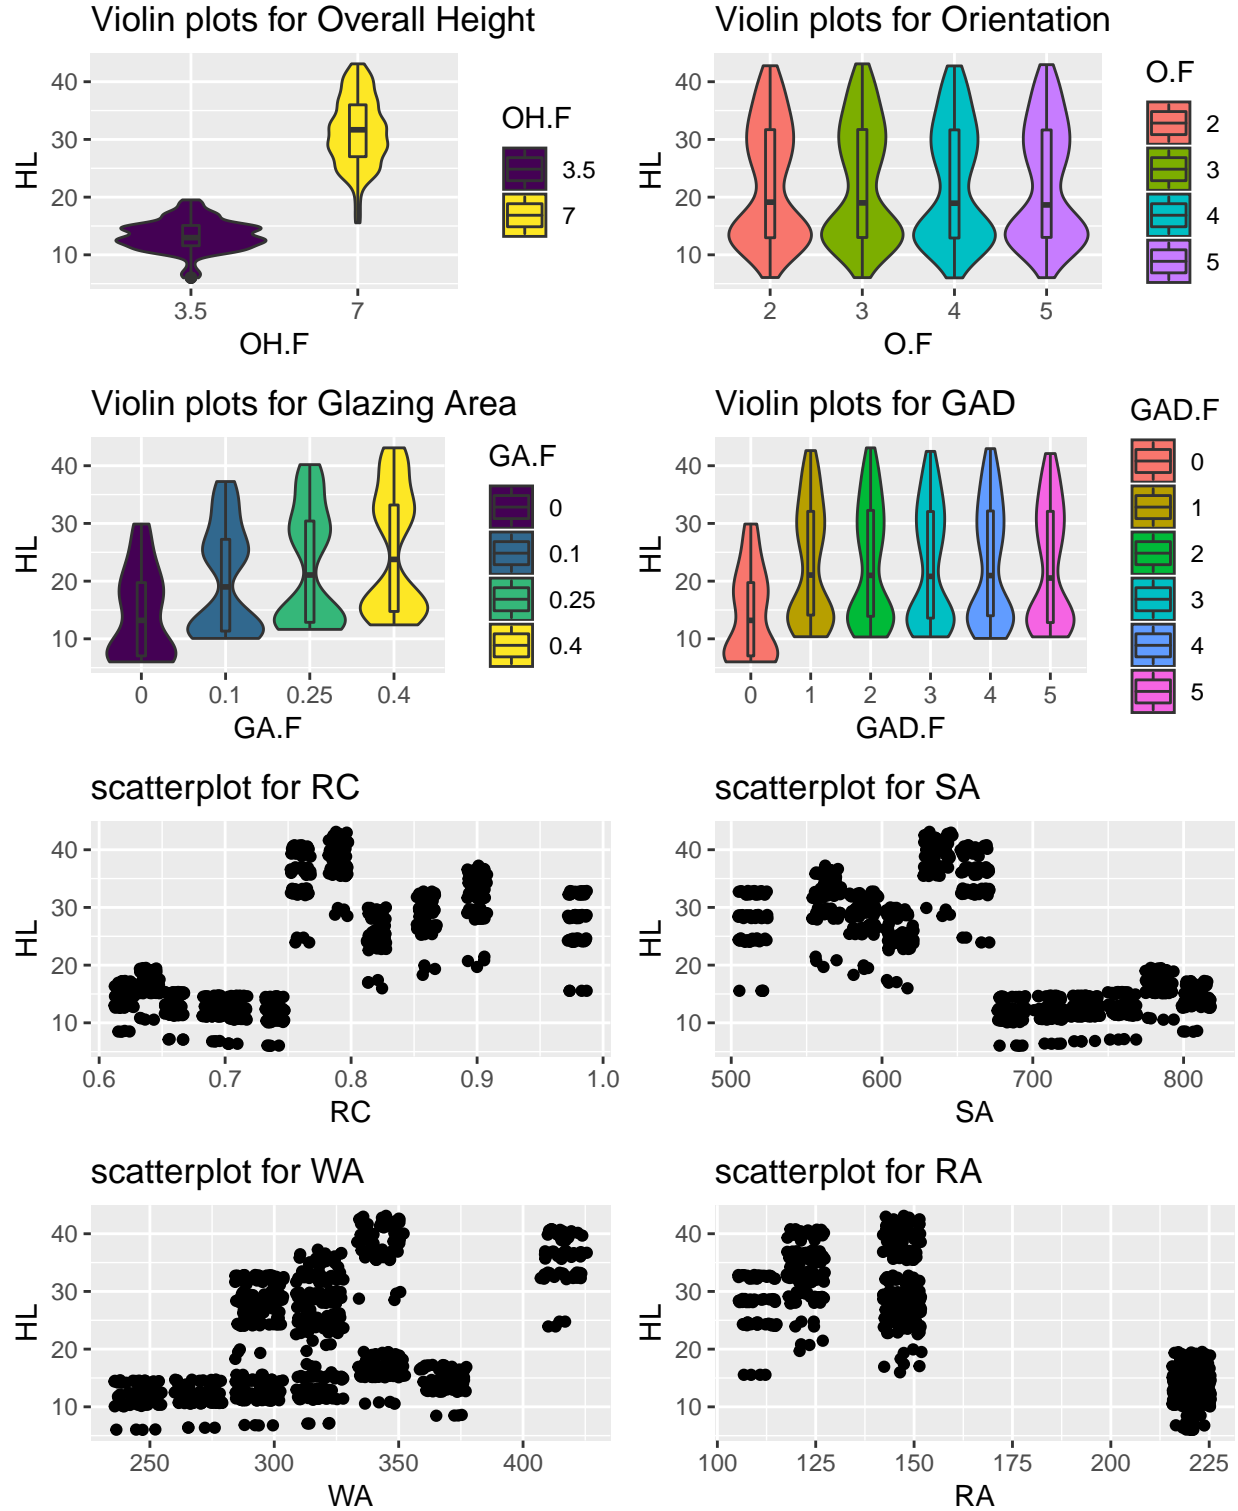 Violin plots for Overall Height
HL
40
30
20
10
3.5
7
OH.F
OH.F
3.5
7
Violin plots for Orientation
HL
40
30
20
10
2
3
4
5
O.F
O.F
2
3
4
5
Violin plots for Glazing Area
HL
40
30
20
10
0
0.1
0.25
0.4
GA.F
GA.F
0
0.1
0.25
0.4
Violin plots for GAD
HL
40
30
20
10
0
1
2
3
4
5
GAD.F
GAD.F
0
1
2
3
4
5
scatterplot for RC
HL
40
30
20
10
0.6
0.7
0.8
0.9
1.0
RC
scatterplot for SA
HL
40
30
20
10
500
600
700
800
SA
scatterplot for WA
HL
40
30
20
10
250
300
350
400
WA
scatterplot for RA
HL
40
30
20
10
100
125
150
175
200
225
RA